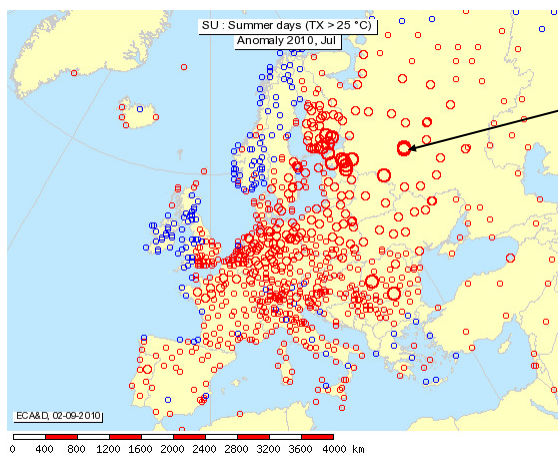 SU : Summer days (TX > 25 °C)
Anomaly 2010, Jul
ECA&D, 02-09-2010
0 400 800 1200 1600 2000 2400 2800 3200 3600 4000 km